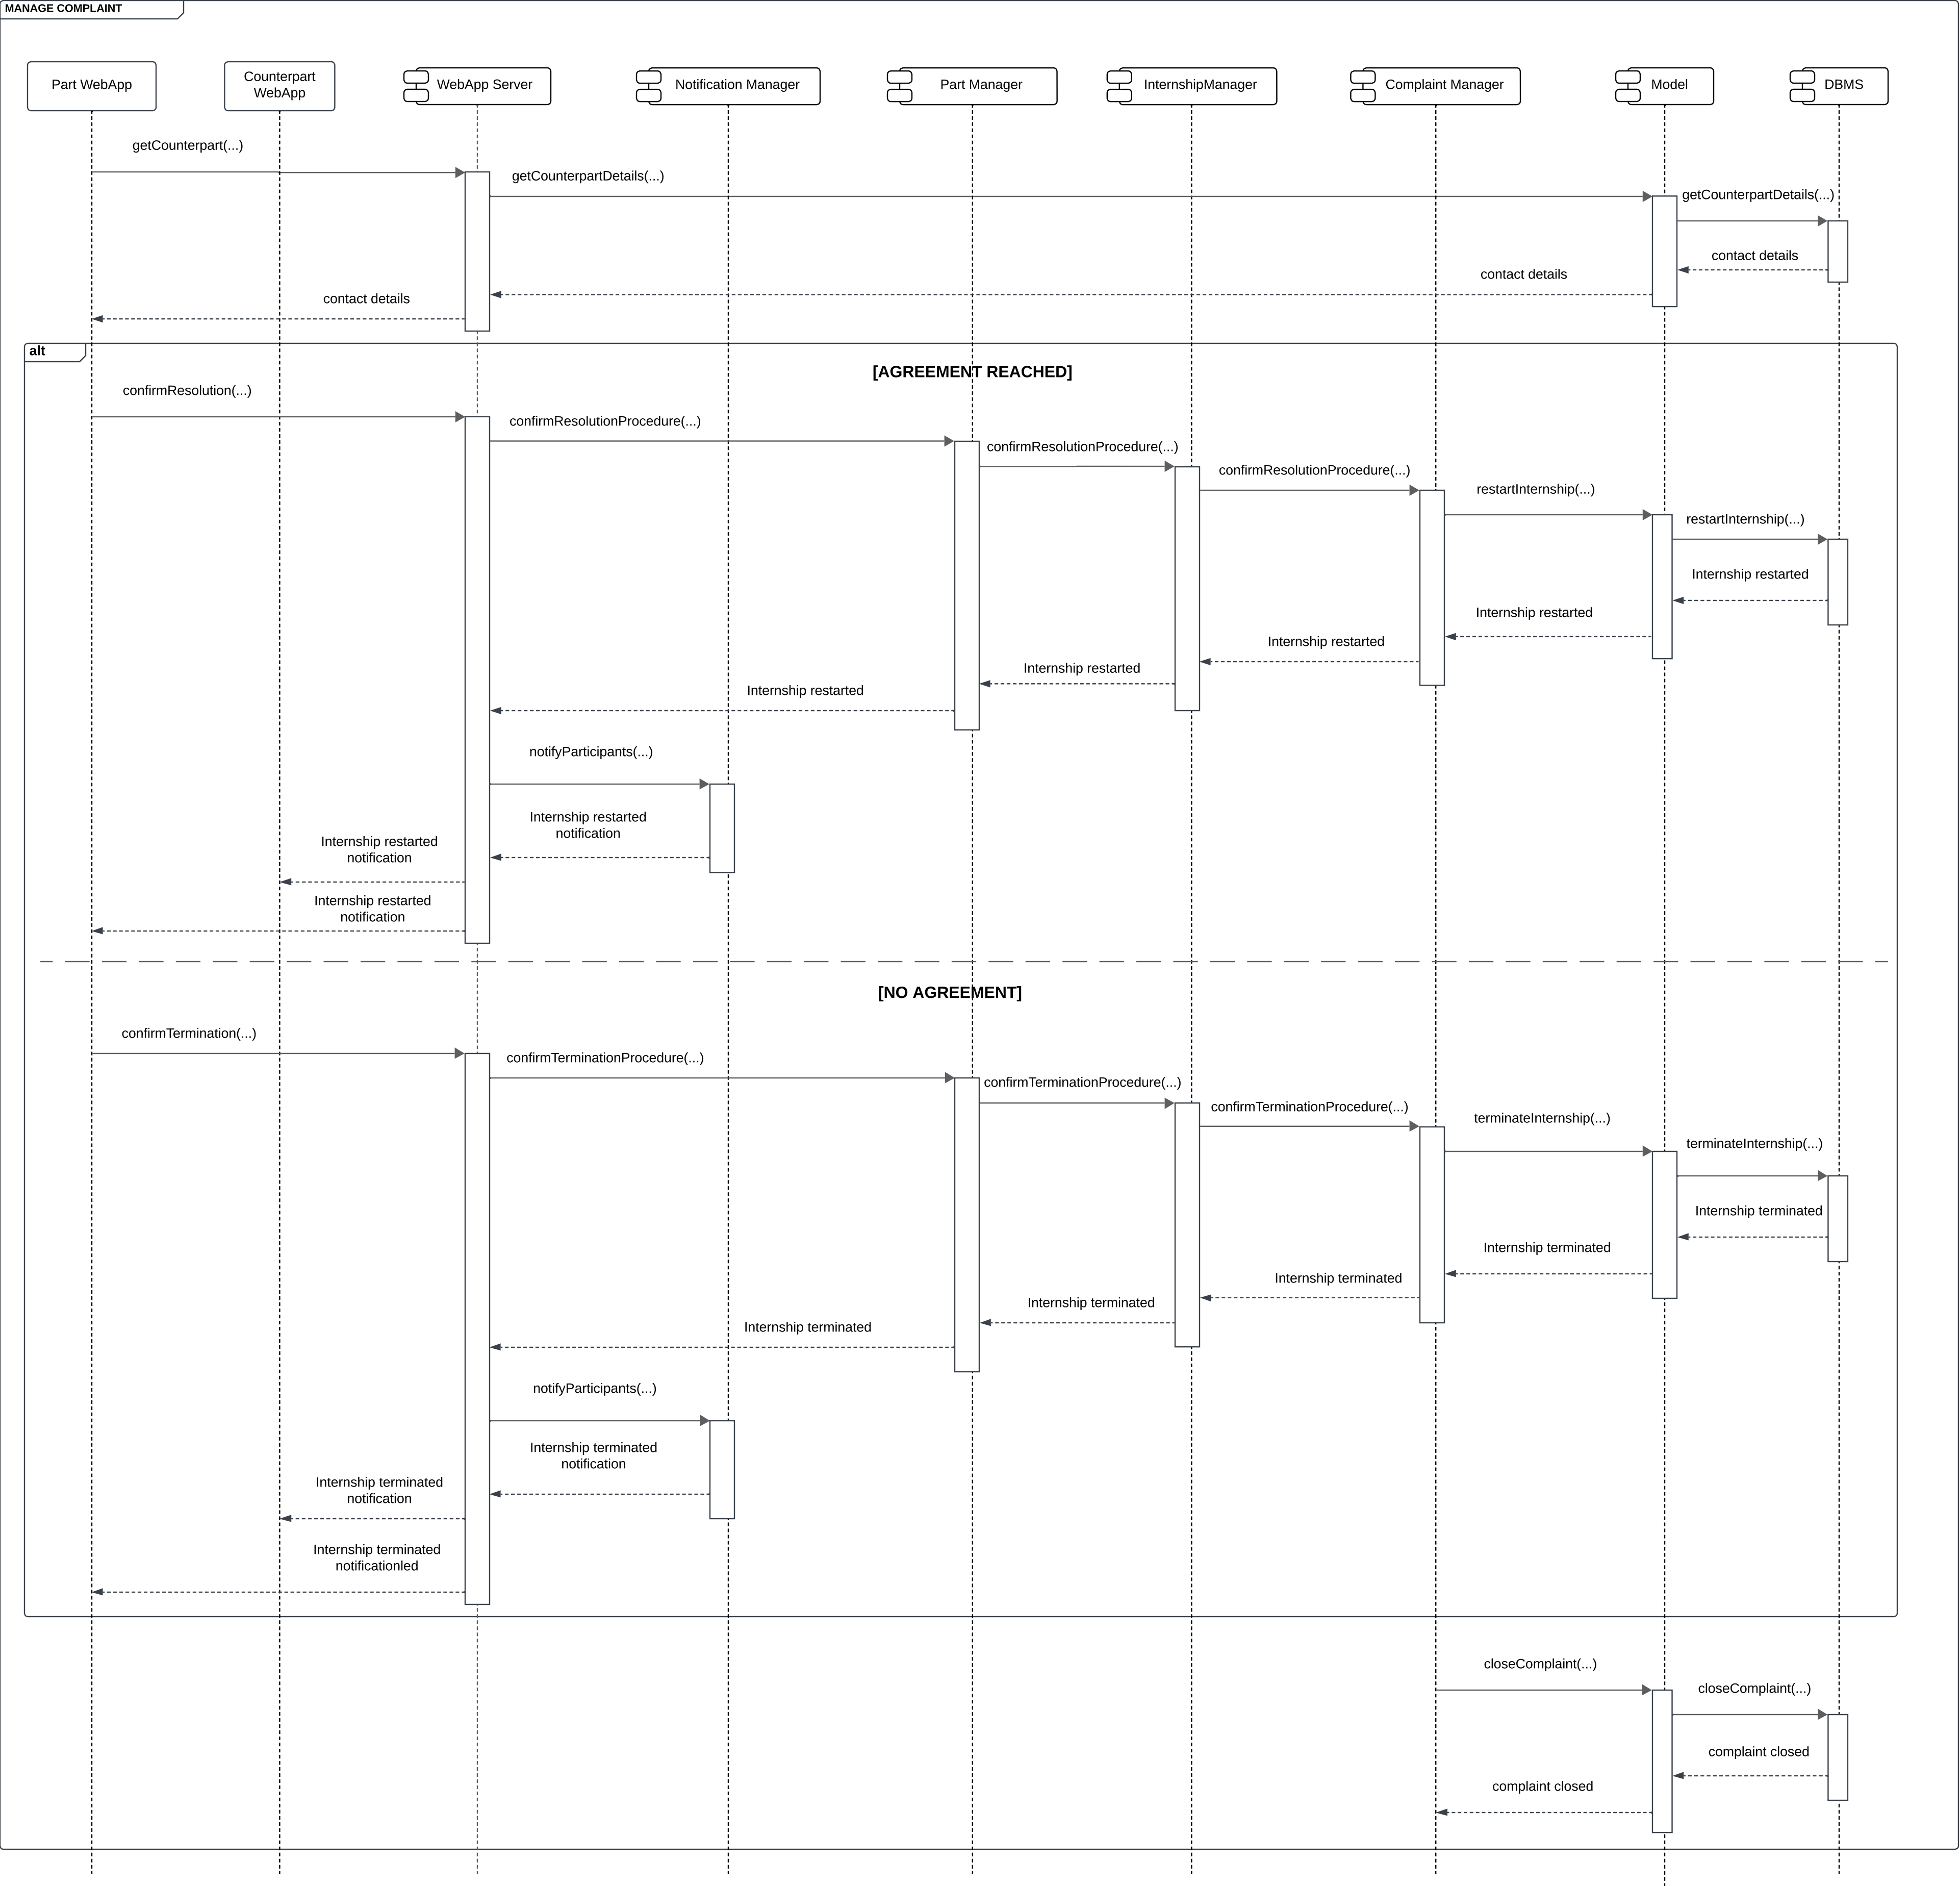 MANAGE COMPLAINT
Part WebApp
Counterpart
WebApp
WebApp Server
Notification Manager
Part Manager
InternshipManager
Complaint Manager
Model
DBMS
getCounterpart(...)
getCounterpartDetails(...)
getCounterpartDetails(...)
contact details
contact details
contact details
alt
[AGREEMENT REACHED]
confirmResolution(...)
confirmResolutionProcedure(...)
confirmResolutionProcedure(...)
confirmResolutionProcedure(...)
restartInternship(...)
restartInternship(...)
Internship restarted
Internship restarted
Internship restarted
Internship restarted
Internship restarted
notifyParticipants(...)
Internship restarted
notification
Internship restarted
notification
Internship restarted
notification
[NO AGREEMENT]
confirmTermination(...)
confirmTerminationProcedure(...)
confirmTerminationProcedure(...)
confirmTerminationProcedure(...)
terminateInternship(...)
terminateInternship(...)
Internship terminated
Internship terminated
Internship terminated
Internship terminated
Internship terminated
notifyParticipants(...)
Internship terminated
notification
Internship terminated
notification
Internship terminated
notificationled
closeComplaint(...)
closeComplaint(...)
complaint closed
complaint closed